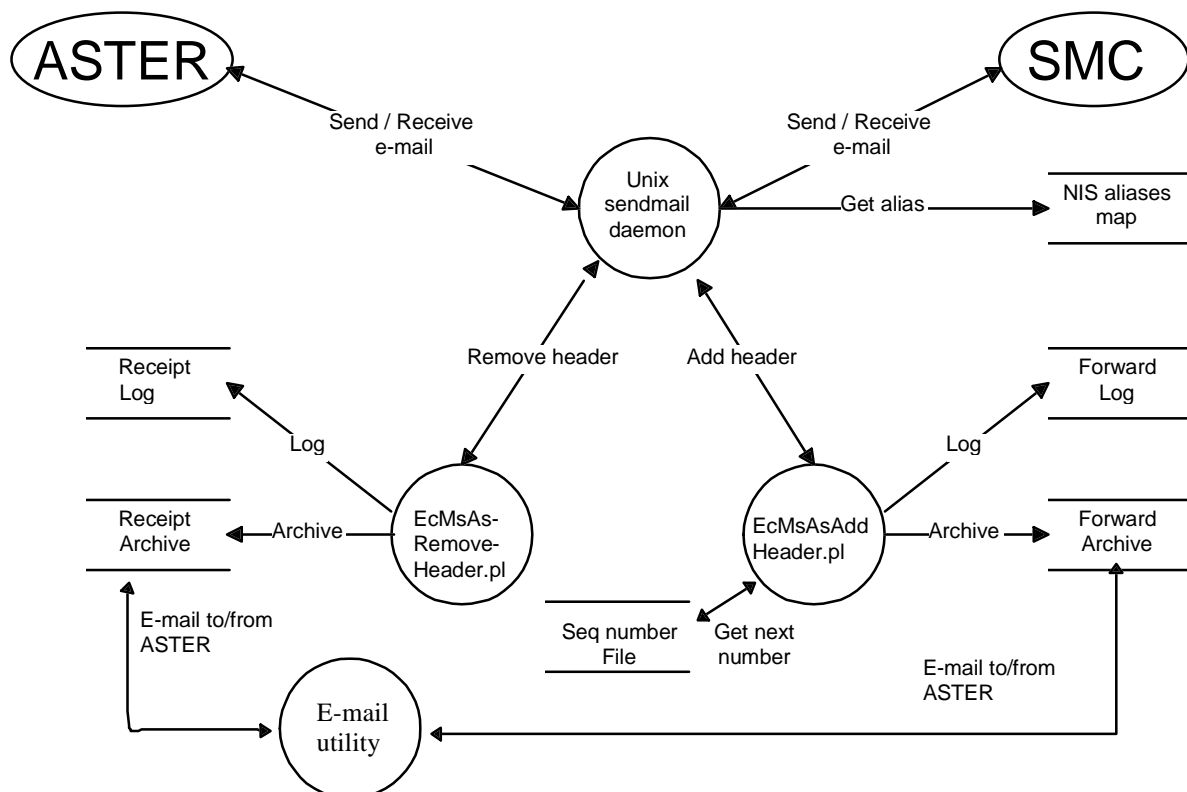 ASTER
SMC
Send / Receive
e-mail
Send / Receive
e-mail
Unix
sendmail
daemon
Get alias
NIS aliases
map
Receipt
Log
Remove header
Add header
Forward
Log
Log
Log
Receipt
Archive
Archive
EcMsAs-
Remove-
Header.pl
EcMsAsAdd
Header.pl
Archive
Forward
Archive
E-mail to/from
ASTER
Seq number
File
Get next
number
E-mail to/from
ASTER
E-mail
utility